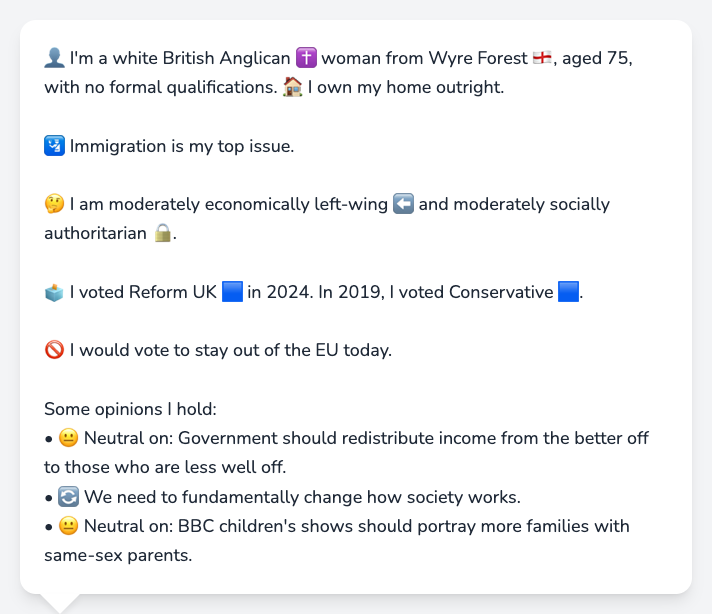 👤 I'm a white British Anglican ✝️ woman from Wyre Forest 🏴󠁧󠁢󠁥󠁮󠁧󠁿, aged 75,
with no formal qualifications. 🏠 I own my home outright.
🛂 Immigration is my top issue.
🤔 I am moderately economically left-wing ⬅️ and moderately socially
authoritarian 🔒.
🗳️ I voted Reform UK 🟦 in 2024. In 2019, I voted Conservative 🟦.
🚫 I would vote to stay out of the EU today.
Some opinions I hold:
• 😐 Neutral on: Government should redistribute income from the better off
to those who are less well off.
• 🔄 We need to fundamentally change how society works.
• 😐 Neutral on: BBC children's shows should portray more families with
same-sex parents.